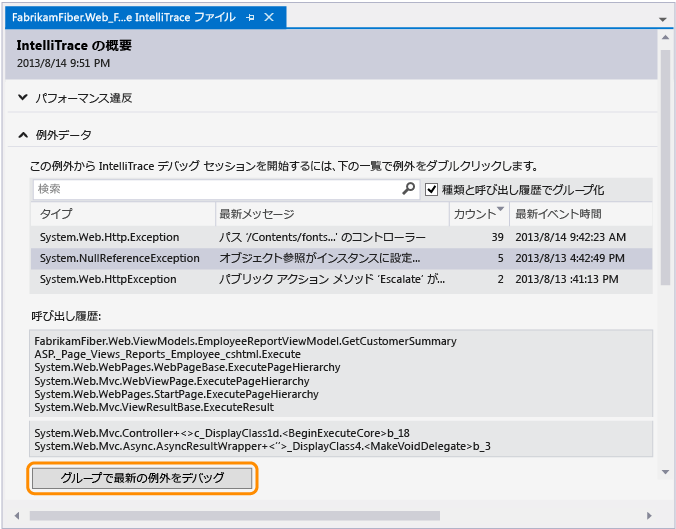 FabrikamFiber.Web_F...e IntelliTrace ファイル
IntelliTrace の概要
2013/8/14 9:51 PM
パフォーマンス違反
例外データ
この例外から IntelliTrace デバッグ セッションを開始するには、下の一覧で例外をダブルクリックします。
検索 種類と呼び出し履歴でグループ化
タイプ 最新メッセージ カウント 最新イベント時間
System.Web.Http.Exception パス '/Contents/fonts...' のコントローラー 39 2013/8/14 9:42:23 AM
System.NullReferenceException オブジェクト参照がインスタンスに設定... 5 2013/8/13 4:42:49 PM
System.Web.HttpException パブリック アクション メソッド 'Escalate' が... 2 2013/8/13 :41:13 PM
呼び出し履歴:
FabrikamFiber.Web.ViewModels.EmployeeReportViewModel.GetCustomerSummary
ASP._Page_Views_Reports_Employee_cshtml.Execute
System.Web.WebPages.WebPageBase.ExecutePageHierarchy
System.Web.Mvc.WebViewPage.ExecutePageHierarchy
System.Web.WebPages.StartPage.ExecutePageHierarchy
System.Web.Mvc.ViewResultBase.ExecuteResult
System.Web.Mvc.Controller+<>c_DisplayClass1d.<BeginExecuteCore>b_18
System.Web.Mvc.Async.AsyncResultWrapper+<''>_DisplayClass4.<MakeVoidDelegate>b_3
グループで最新の例外をデバッグ